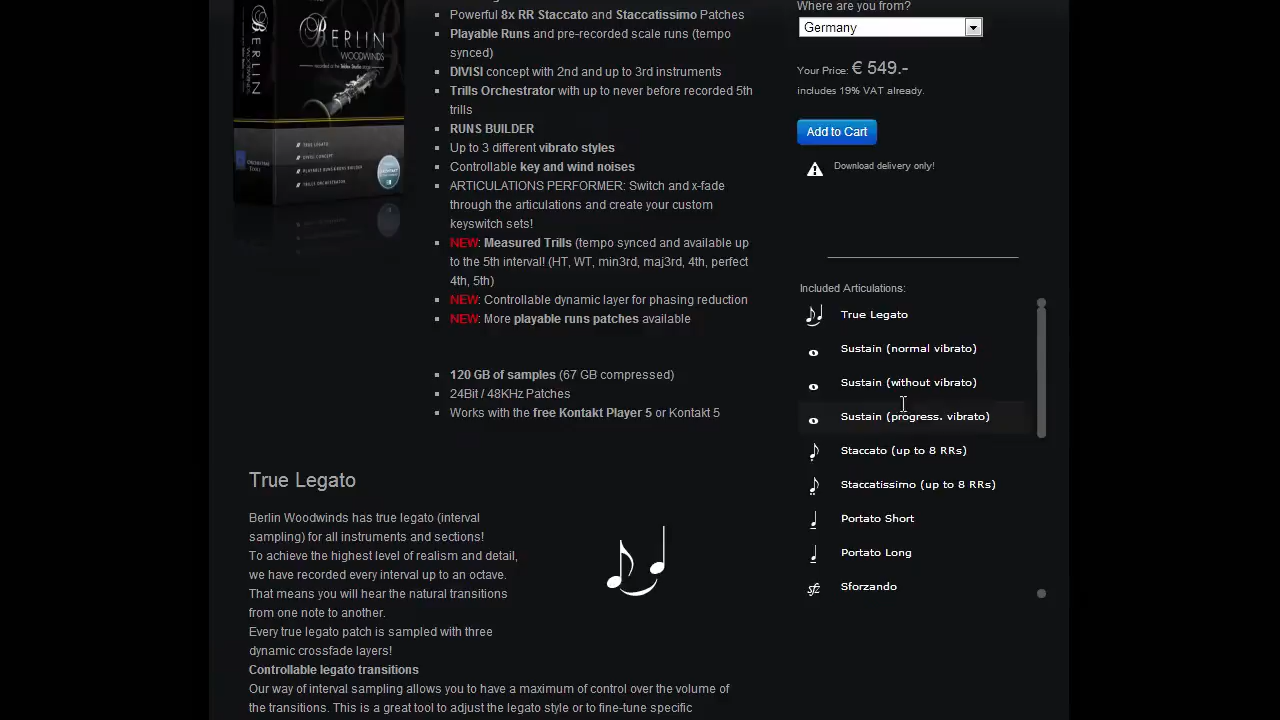 BERLIN
WOODWINDS
BERLIN
WOODWINDS
TRUE LEGATO
DIVISI CONCEPT
PLAYABLE RUNS & RUNS BUILDER
TRILLS ORCHESTRATOR
Powerful 8x RR Staccato and Staccatissimo Patches
Playable Runs and pre-recorded scale runs (tempo
synced)
DIVISI concept with 2nd and up to 3rd instruments
Trills Orchestrator with up to never before recorded 5th
trills
RUNS BUILDER
Up to 3 different vibrato styles
Controllable key and wind noises
ARTICULATIONS PERFORMER: Switch and x-fade
through the articulations and create your custom
keyswitch sets!
NEW: Measured Trills (tempo synced and available up
to the 5th interval! (HT, WT, min3rd, maj3rd, 4th, perfect
4th, 5th)
NEW: Controllable dynamic layer for phasing reduction
NEW: More playable runs patches available
120 GB of samples (67 GB compressed)
24Bit / 48KHz Patches
Works with the free Kontakt Player 5 or Kontakt 5
True Legato
Berlin Woodwinds has true legato (interval
sampling) for all instruments and sections!
To achieve the highest level of realism and detail,
we have recorded every interval up to an octave.
That means you will hear the natural transitions
from one note to another.
Every true legato patch is sampled with three
dynamic crossfade layers!
Controllable legato transitions
Our way of interval sampling allows you to have a maximum of control over the volume of
the transitions. This is a great tool to adjust the legato style or to fine-tune specific
Where are you from?
Germany
Your Price: € 549.-
includes 19% VAT already.
Add to Cart
Download delivery only!
Included Articulations:
True Legato
Sustain (normal vibrato)
Sustain (without vibrato)
Sustain (progress. vibrato)
Staccato (up to 8 RRs)
Staccatissimo (up to 8 RRs)
Portato Short
Portato Long
sfz Sforzando